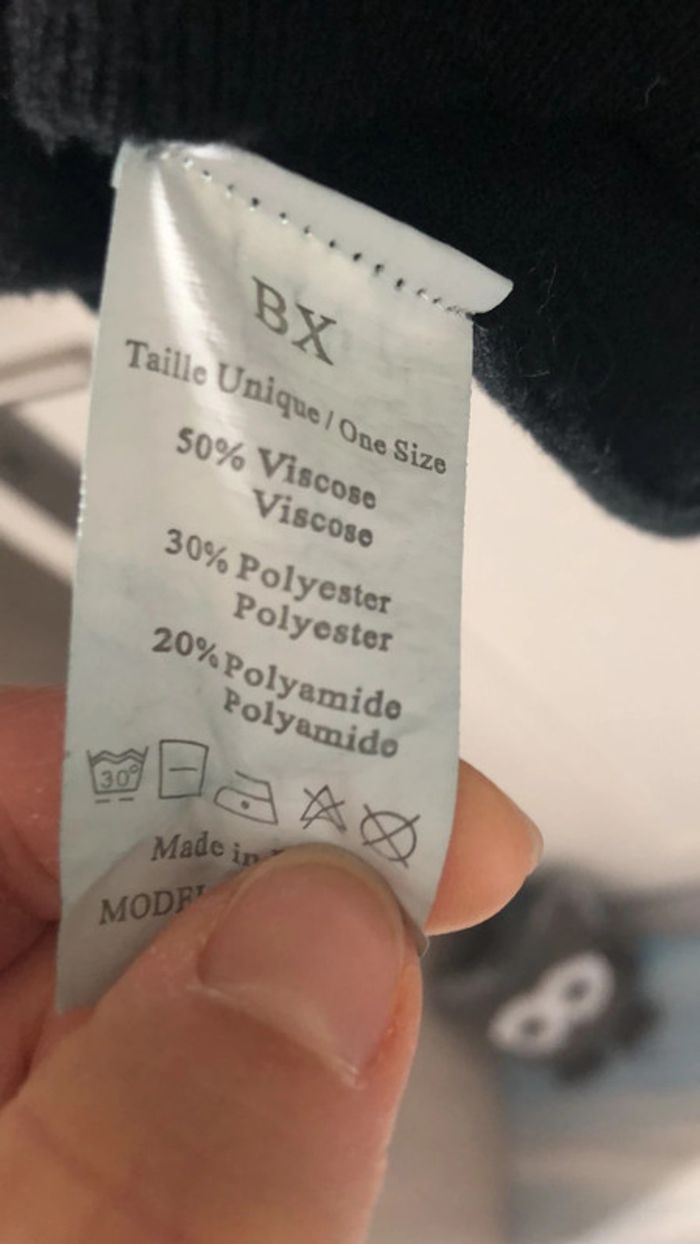 BX
Taille Unique / One Size
50% Viscose
Viscose
30% Polyester
Polyester
20% Polyamide
Polyamide
30°
Made in